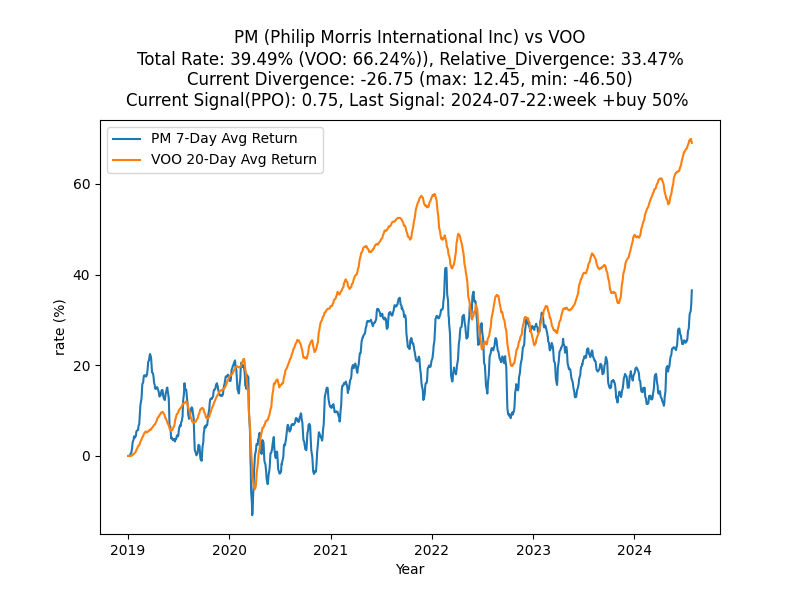 PM (Philip Morris International Inc) vs VOO
Total Rate: 39.49% (VOO: 66.24%)), Relative_Divergence: 33.47%
Current Divergence: -26.75 (max: 12.45, min: -46.50)
Current Signal(PPO): 0.75, Last Signal: 2024-07-22:week +buy 50%
PM 7-Day Avg Return
VOO 20-Day Avg Return
60
40
20
0
rate (%)
2019 2020 2021 2022 2023 2024
Year